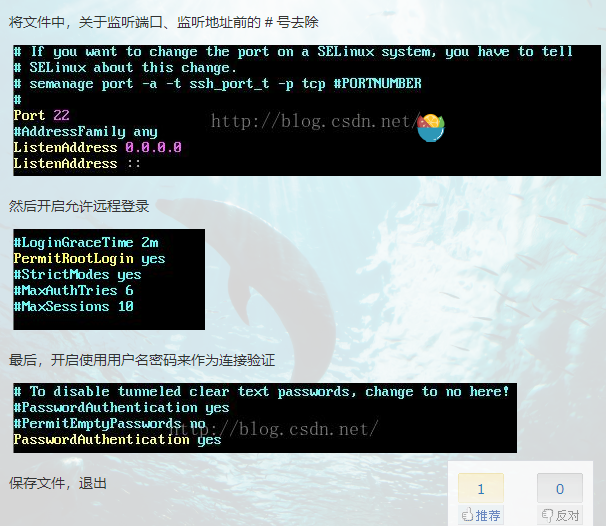 将文件中，关于监听端口、监听地址前的 # 号去除
# If you want to change the port on a SELinux system, you have to tell
# SELinux about this change.
# semanage port -a -t ssh_port_t -p tcp #PORTNUMBER
#
Port 22
http://blog.csdn.net/
#AddressFamily any
ListenAddress 0.0.0.0
ListenAddress ::
然后开启允许远程登录
#LoginGraceTime 2m
PermitRootLogin yes
#StrictModes yes
#MaxAuthTries 6
#MaxSessions 10
最后，开启使用用户名密码来作为连接验证
# To disable tunneled clear text passwords, change to no here!
#PasswordAuthentication yes
#PermitEmptyPasswords no
http://blog.csdn.net/
PasswordAuthentication yes
保存文件，退出
1 0
推荐 反对